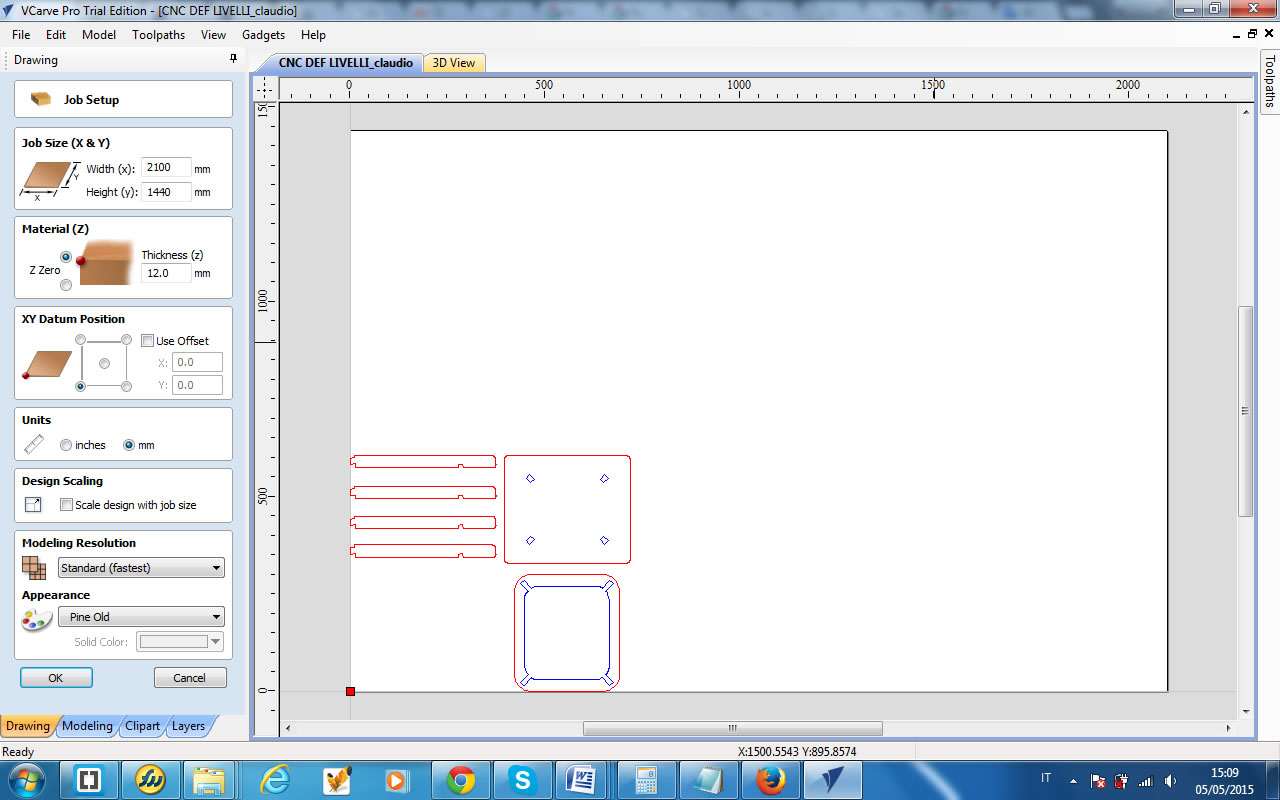 VCarve Pro Trial Edition - [CNC DEF LIVELLI_claudio]
File Edit Model Toolpaths View Gadgets Help
Drawing
CNC DEF LIVELLI_claudio 3D View
Toolpaths
0 500 1000 1500 2000
150
1000
500
0
Job Setup
Job Size (X & Y)
Y
X
Width (x): 2100 mm
Height (y): 1440 mm
Material (Z)
Z Zero
Thickness (z)
12.0 mm
XY Datum Position
Use Offset
X: 0.0
Y: 0.0
Units
inches mm
Design Scaling
Scale design with job size
Modeling Resolution
Standard (fastest)
Appearance
Pine Old
Solid Color:
OK Cancel
Drawing Modeling Clipart Layers
Ready X:1500.5543 Y:895.8574
IT 15:09
05/05/2015